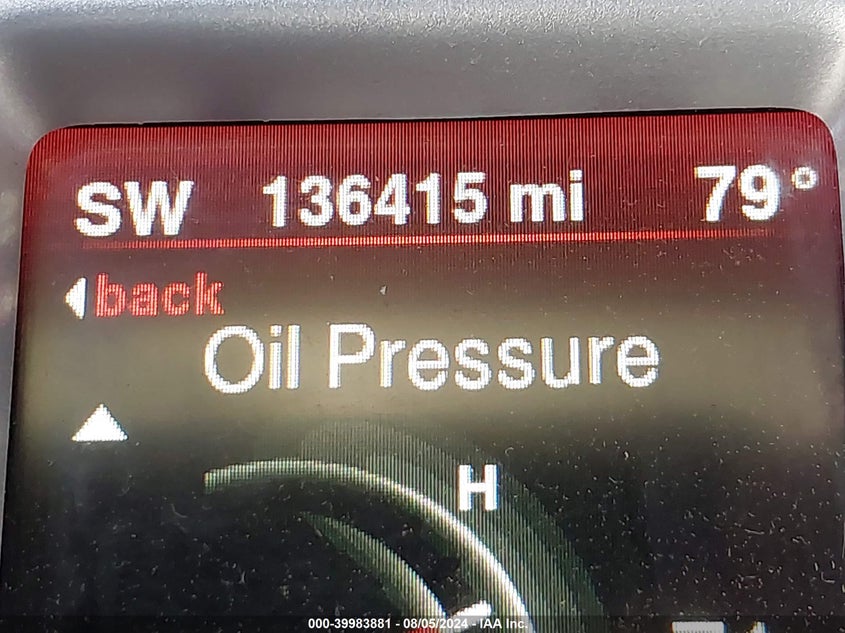 SW 136415 mi 79°
back
Oil Pressure
H
000-39983881 - 08/05/2024 - IAA Inc.